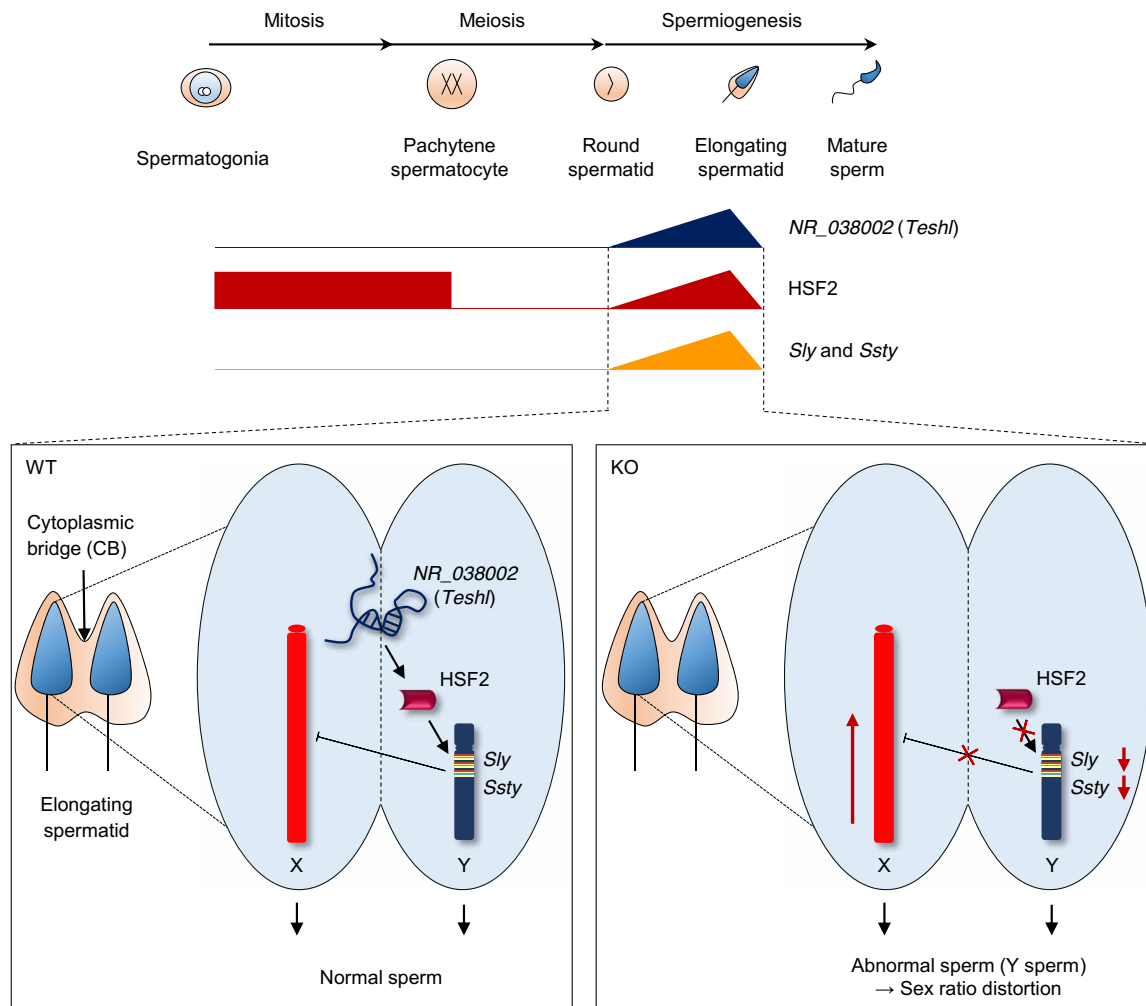 Mitosis
Meiosis
Spermiogenesis
Spermatogonia
Pachytene
spermatocyte
Round
spermatid
Elongating
spermatid
Mature
sperm
NR_038002 (Teshl)
HSF2
Sly and Ssty
WT
Cytoplasmic
bridge (CB)
NR_038002
(Teshl)
HSF2
Sly
Ssty
Elongating
spermatid
X
Y
Normal sperm
KO
HSF2
Sly
Ssty
X
Y
Abnormal sperm (Y sperm)
→ Sex ratio distortion